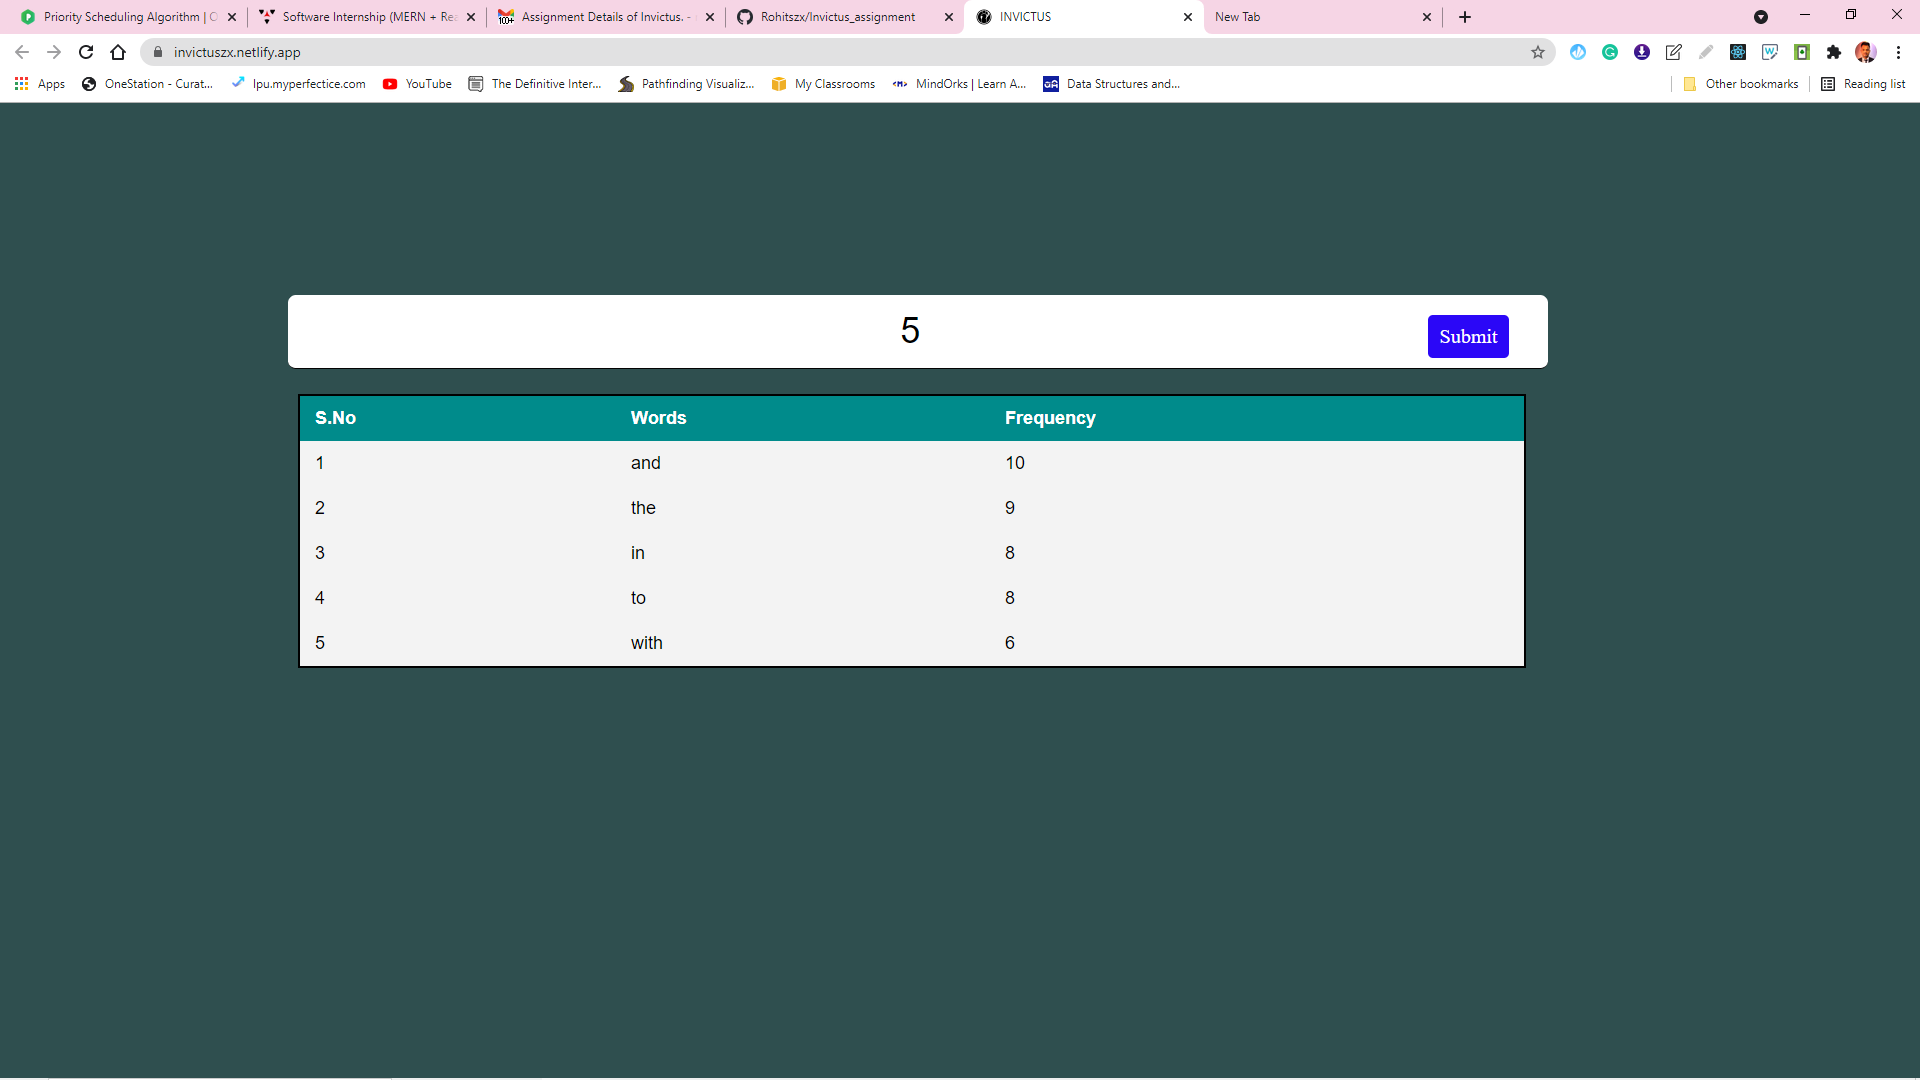 Priority Scheduling Algorithm | O
Software Internship (MERN + Rea
100+ Assignment Details of Invictus. -
Rohitszx/Invictus_assignment
INVICTUS
New Tab
invictuszx.netlify.app
Apps
OneStation - Curat...
lpu.myperfectice.com
YouTube
The Definitive Inter...
Pathfinding Visualiz...
My Classrooms
<M> MindOrks | Learn A...
Data Structures and...
Other bookmarks
Reading list
5
Submit
S.No Words Frequency
1 and 10
2 the 9
3 in 8
4 to 8
5 with 6